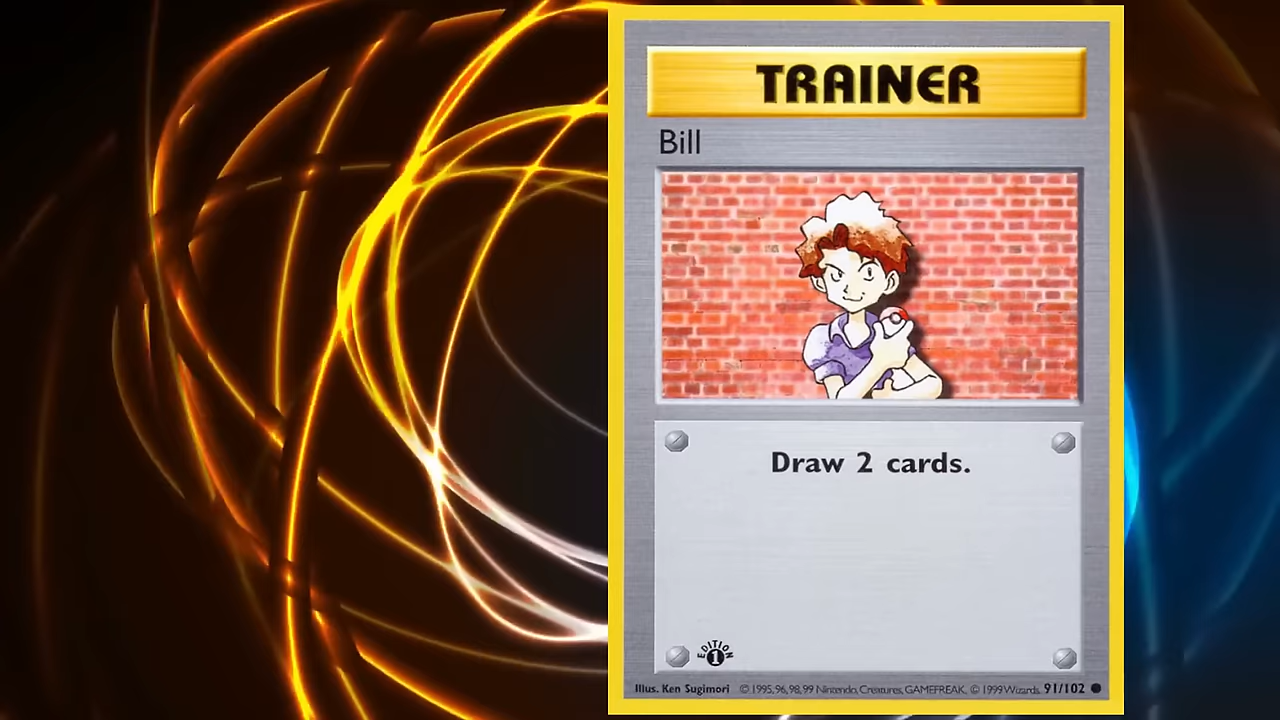 TRAINER
Bill
Draw 2 cards.
EDITION
1
Illus. Ken Sugimori © 1995, 96, 98, 99 Nintendo, Creatures, GAMEFREAK. © 1999 Wizards. 91/102 ●